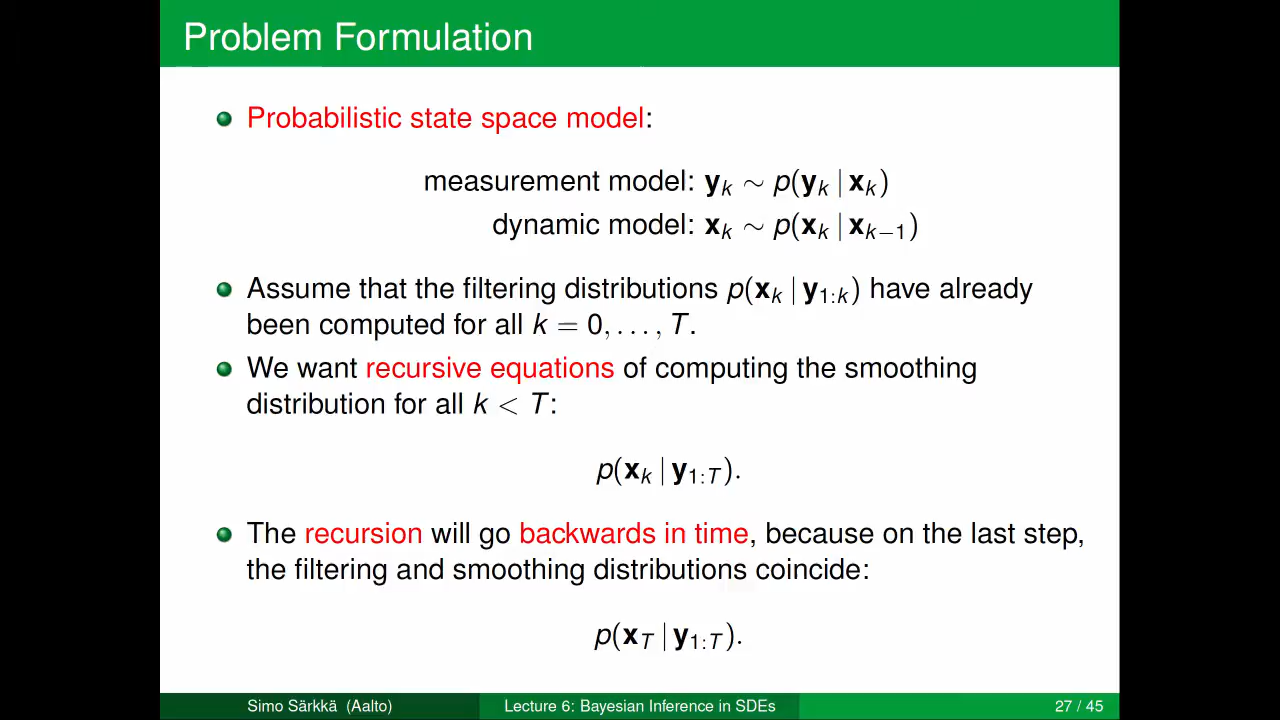 Problem Formulation
Probabilistic state space model:
measurement model: y_k ∼ p(y_k | x_k)
dynamic model: x_k ∼ p(x_k | x_{k−1})
Assume that the filtering distributions p(x_k | y_{1:k}) have already
been computed for all k = 0, . . . , T.
We want recursive equations of computing the smoothing
distribution for all k < T:
p(x_k | y_{1:T}).
The recursion will go backwards in time, because on the last step,
the filtering and smoothing distributions coincide:
p(x_T | y_{1:T}).
Simo Särkkä (Aalto) Lecture 6: Bayesian Inference in SDEs 27 / 45